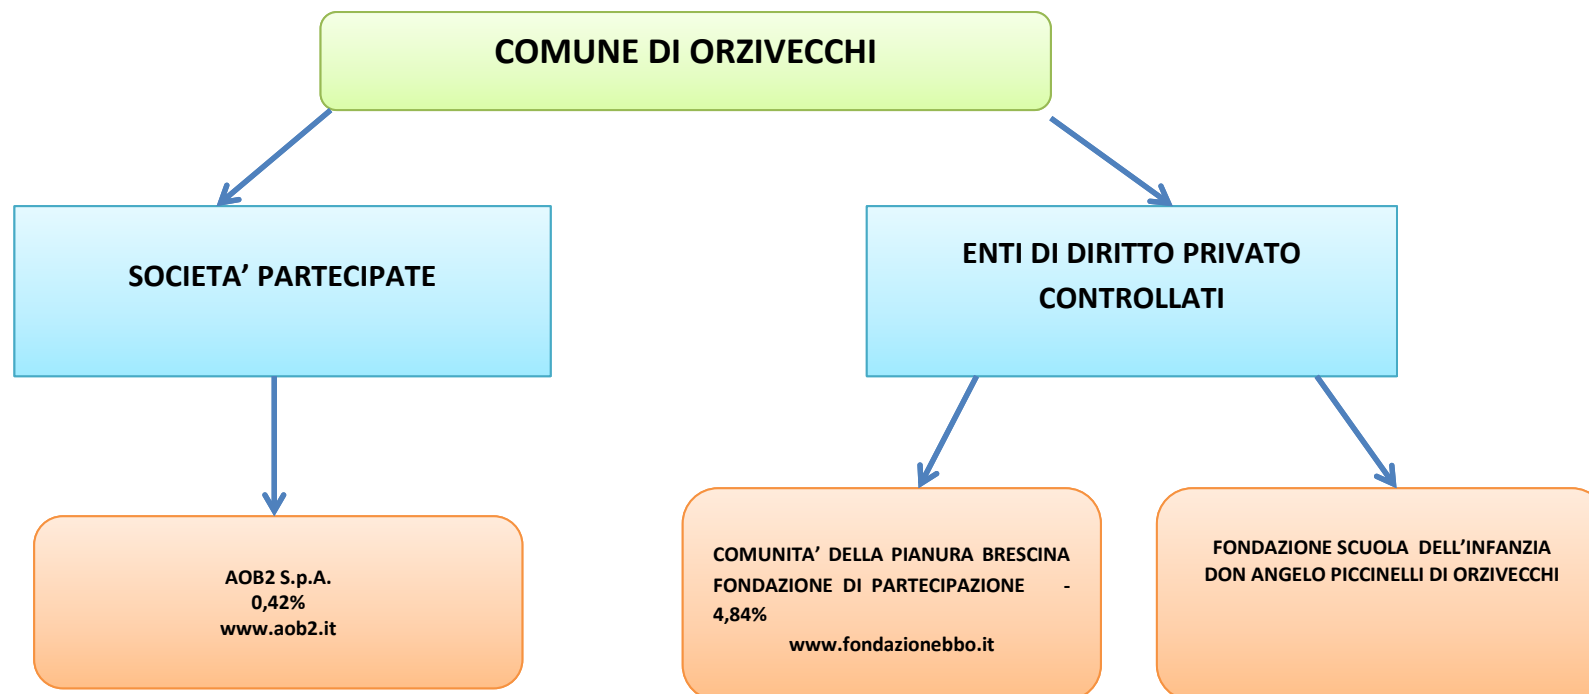 COMUNE DI ORZIVECCHI
SOCIETA’ PARTECIPATE
ENTI DI DIRITTO PRIVATO
CONTROLLATI
AOB2 S.p.A.
0,42%
www.aob2.it
COMUNITA’ DELLA PIANURA BRESCINA
FONDAZIONE DI PARTECIPAZIONE -
4,84%
www.fondazionebbo.it
FONDAZIONE SCUOLA DELL’INFANZIA
DON ANGELO PICCINELLI DI ORZIVECCHI